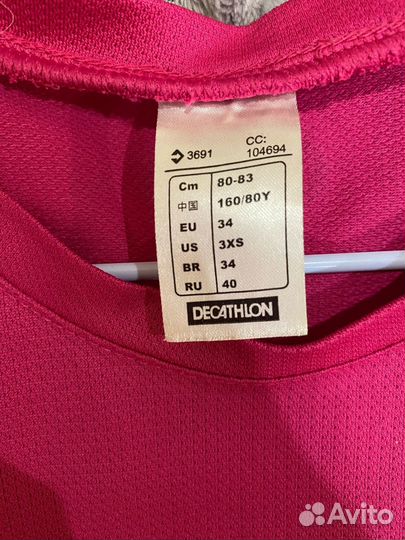 3691 CC: 104694
Cm 80-83
中国 160/80Y
EU 34
US 3XS
BR 34
RU 40
DECATHLON
Avito